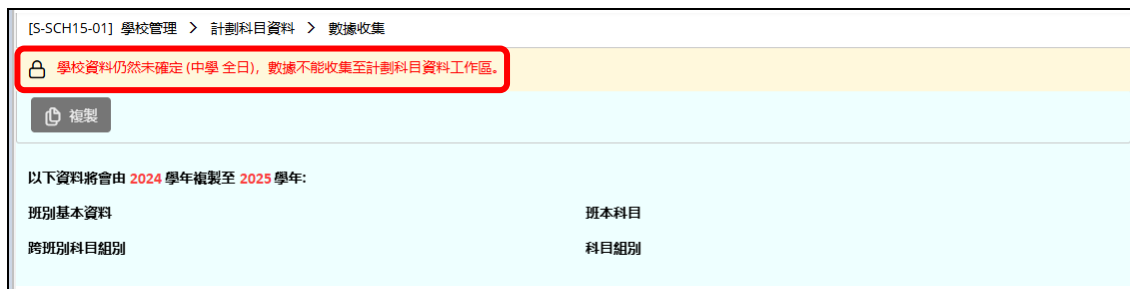 [S-SCH15-01] 學校管理 > 計劃科目資料 > 數據收集
學校資料仍然未確定 (中學 全日)，數據不能收集至計劃科目資料工作區。
複製
以下資料將會由 2024 學年複製至 2025 學年:
班別基本資料 班本科目
跨班別科目組別 科目組別